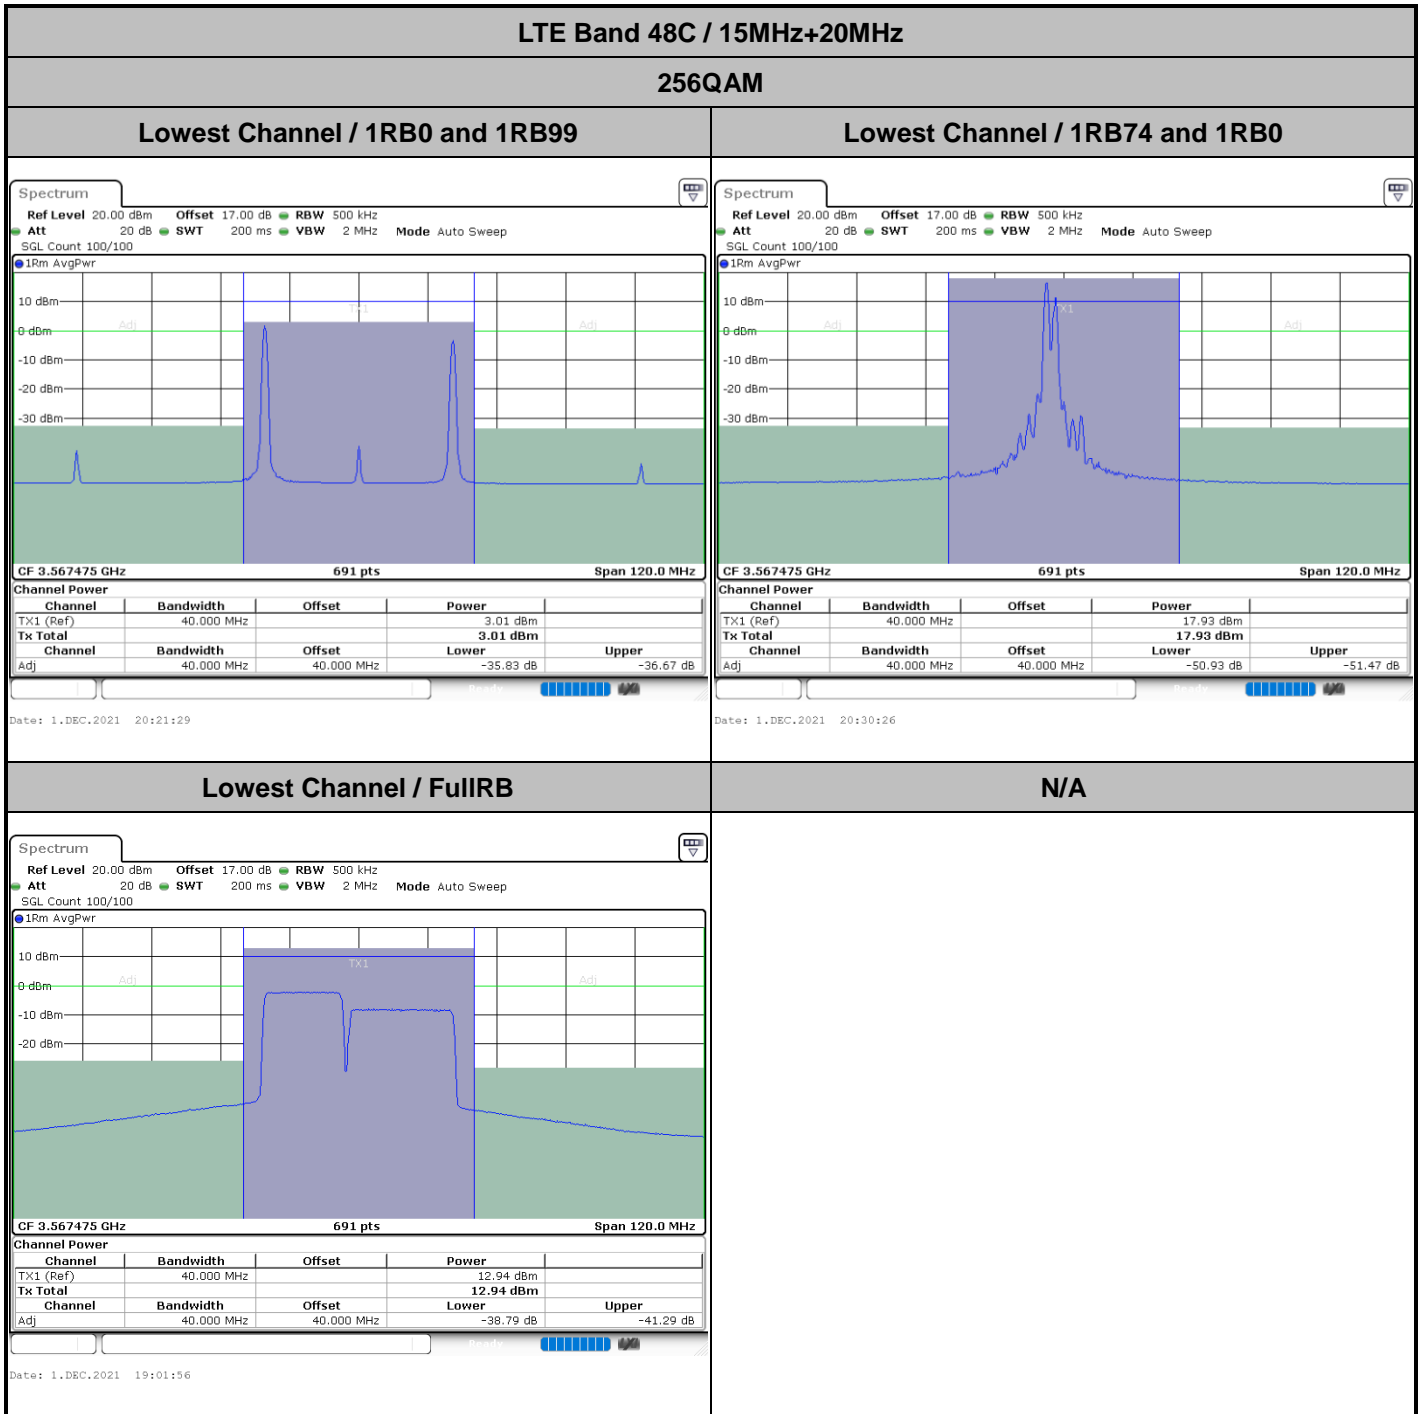 LTE Band 48C / 15MHz+20MHz
256QAM
Lowest Channel / 1RB0 and 1RB99
Lowest Channel / 1RB74 and 1RB0
Spectrum
Ref Level 20.00 dBm Offset 17.00 dB RBW 500 kHz
Att 20 dB SWT 200 ms VBW 2 MHz Mode Auto Sweep
SGL Count 100/100
1Rm AvgPwr
10 dBm
0 dBm
-10 dBm
-20 dBm
-30 dBm
Adj
TX1
Adj
CF 3.567475 GHz 691 pts Span 120.0 MHz
Channel Power
Channel Bandwidth Offset Power
TX1 (Ref) 40.000 MHz 3.01 dBm
Tx Total 3.01 dBm
Channel Bandwidth Offset Lower Upper
Adj 40.000 MHz 40.000 MHz -35.83 dB -36.67 dB
Ready
Date: 1.DEC.2021 20:21:29
Spectrum
Ref Level 20.00 dBm Offset 17.00 dB RBW 500 kHz
Att 20 dB SWT 200 ms VBW 2 MHz Mode Auto Sweep
SGL Count 100/100
1Rm AvgPwr
10 dBm
0 dBm
-10 dBm
-20 dBm
-30 dBm
Adj
TX1
Adj
CF 3.567475 GHz 691 pts Span 120.0 MHz
Channel Power
Channel Bandwidth Offset Power
TX1 (Ref) 40.000 MHz 17.93 dBm
Tx Total 17.93 dBm
Channel Bandwidth Offset Lower Upper
Adj 40.000 MHz 40.000 MHz -50.93 dB -51.47 dB
Ready
Date: 1.DEC.2021 20:30:26
Lowest Channel / FullRB
N/A
Spectrum
Ref Level 20.00 dBm Offset 17.00 dB RBW 500 kHz
Att 20 dB SWT 200 ms VBW 2 MHz Mode Auto Sweep
SGL Count 100/100
1Rm AvgPwr
10 dBm
0 dBm
-10 dBm
-20 dBm
Adj
TX1
Adj
CF 3.567475 GHz 691 pts Span 120.0 MHz
Channel Power
Channel Bandwidth Offset Power
TX1 (Ref) 40.000 MHz 12.94 dBm
Tx Total 12.94 dBm
Channel Bandwidth Offset Lower Upper
Adj 40.000 MHz 40.000 MHz -38.79 dB -41.29 dB
Ready
Date: 1.DEC.2021 19:01:56